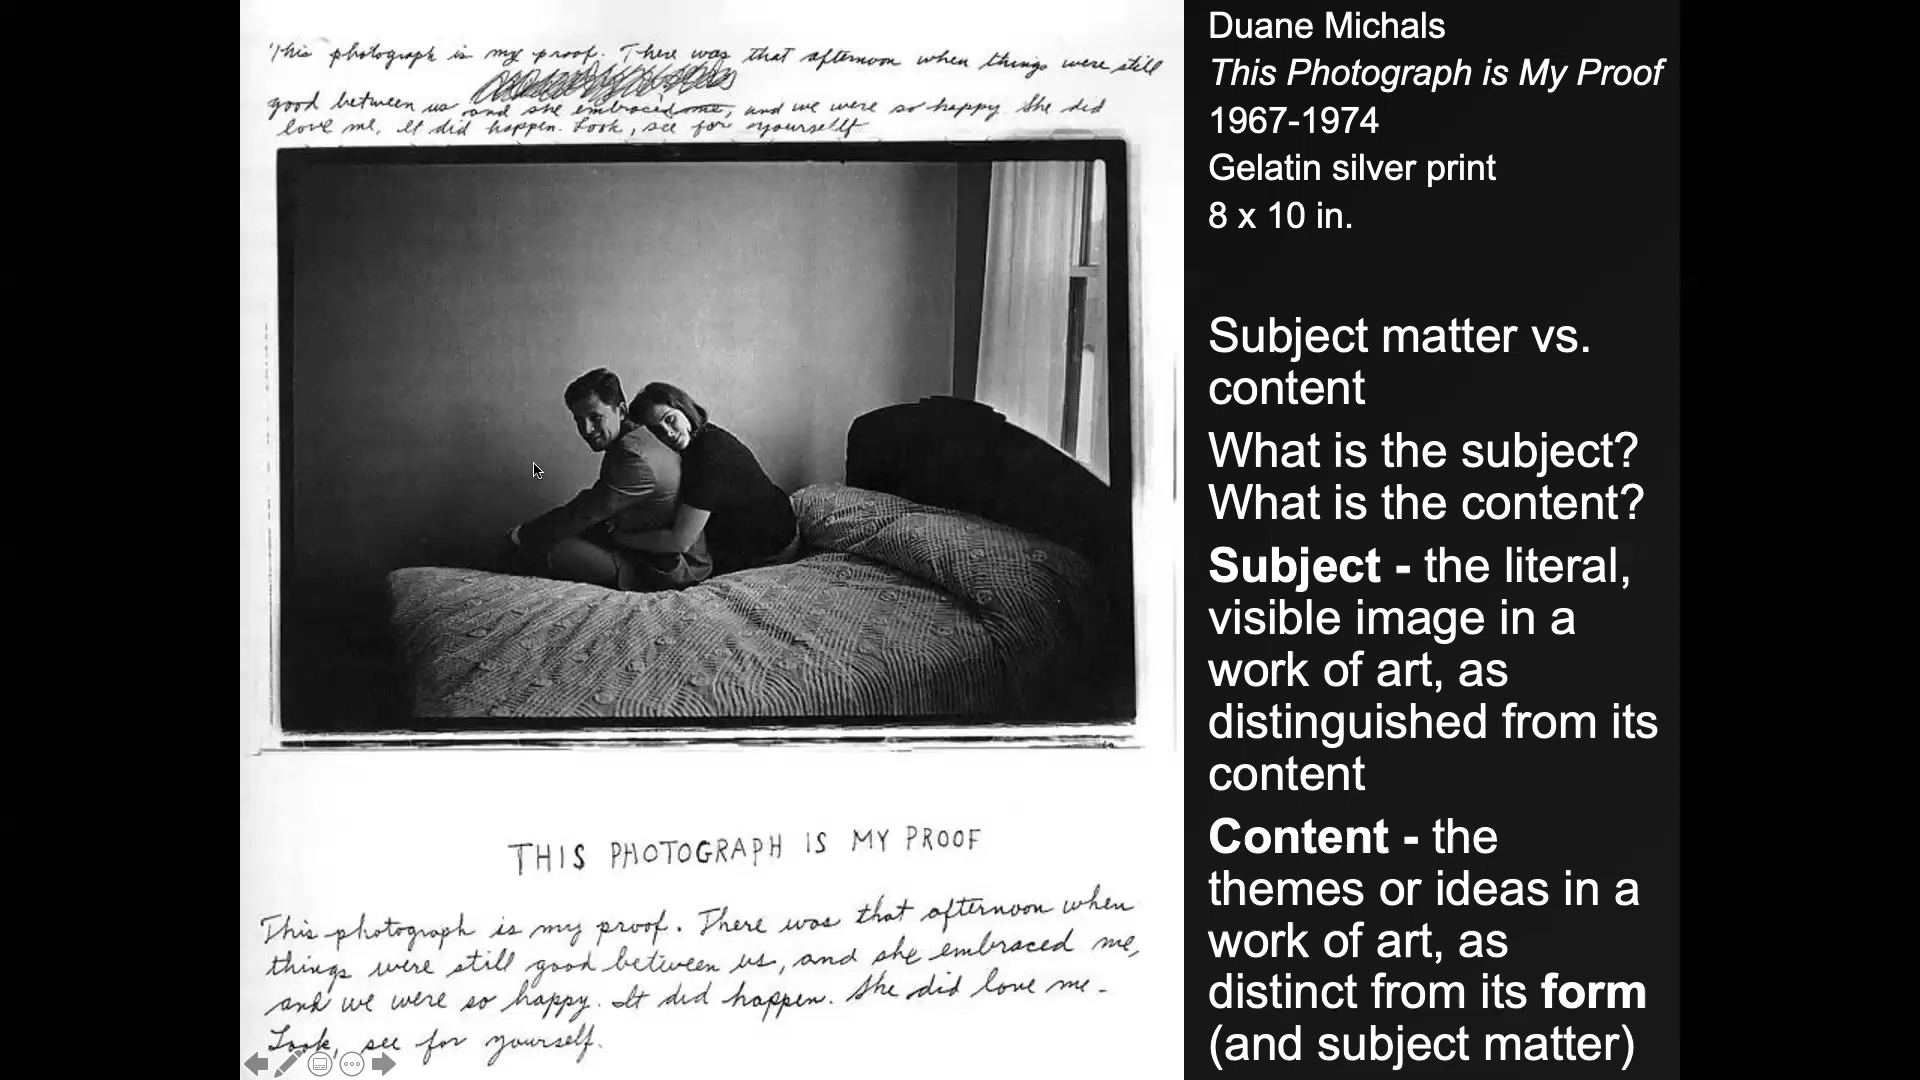 This photograph is my proof. There was that afternoon when things were still
good between us and she embraced me, and we were so happy. She did
love me, It did happen. Look, see for yourself
THIS PHOTOGRAPH IS MY PROOF
This photograph is my proof. There was that afternoon when
things were still good between us, and she embraced me,
and we were so happy. It did happen. She did love me.
Look, see for yourself.
Duane Michals
This Photograph is My Proof
1967-1974
Gelatin silver print
8 x 10 in.
Subject matter vs.
content
What is the subject?
What is the content?
Subject - the literal,
visible image in a
work of art, as
distinguished from its
content
Content - the
themes or ideas in a
work of art, as
distinct from its form
(and subject matter)